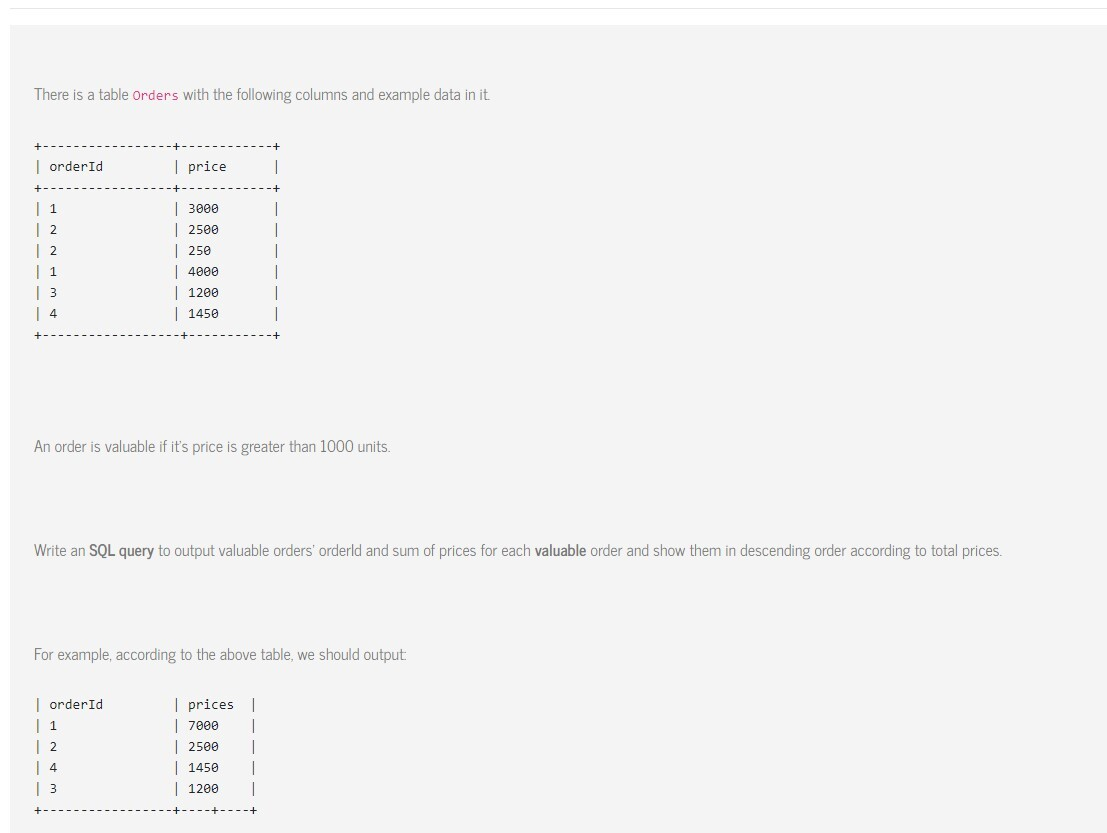 There is a table Orders with the following columns and example data in it.
+-----------------+------------+
| orderId         | price      |
+-----------------+------------+
| 1               | 3000       |
| 2               | 2500       |
| 2               | 250        |
| 1               | 4000       |
| 3               | 1200       |
| 4               | 1450       |
+------------------+-----------+
An order is valuable if it's price is greater than 1000 units.
Write an SQL query to output valuable orders' orderId and sum of prices for each valuable order and show them in descending order according to total prices.
For example, according to the above table, we should output:
| orderId         | prices  |
| 1               | 7000    |
| 2               | 2500    |
| 4               | 1450    |
| 3               | 1200    |
+-----------------+----+----+